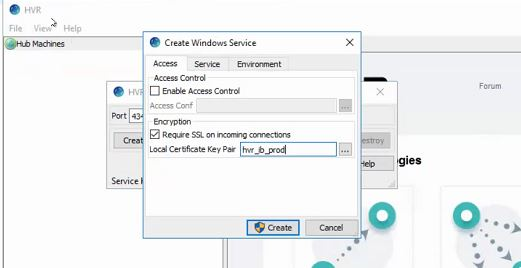 HVR
File View Help
Hub Machines
Create Windows Service
Access Service Environment
Access Control
Enable Access Control
Access Conf ...
Encryption
Require SSL on incoming connections
Local Certificate Key Pair hvr_ib_prod ...
Create Cancel
HVR
Port 434
Creat
estroy
Help
Service H
Forum
ogies